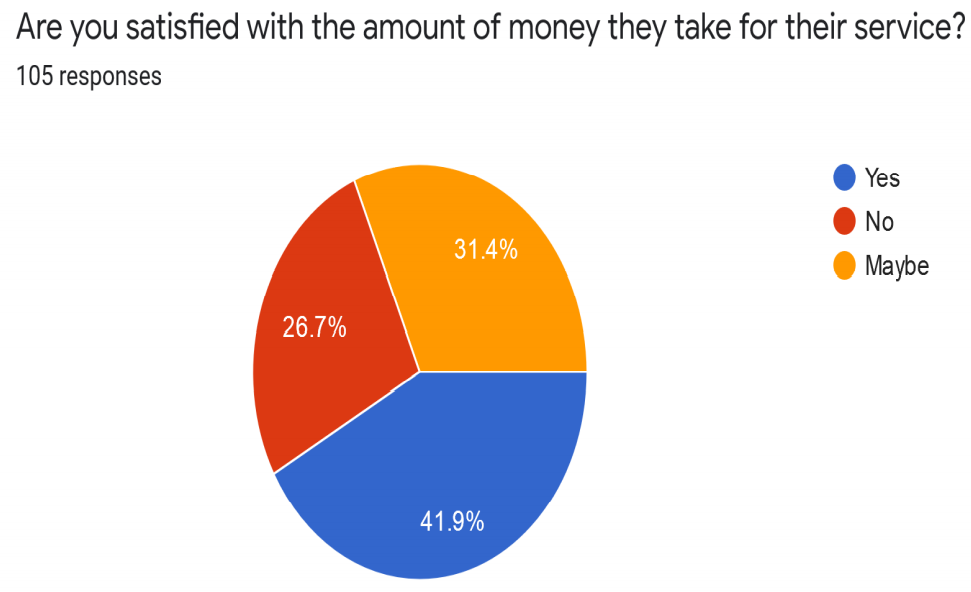 Are you satisfied with the amount of money they take for their service?
105 responses
Yes
No
Maybe
31.4%
26.7%
41.9%